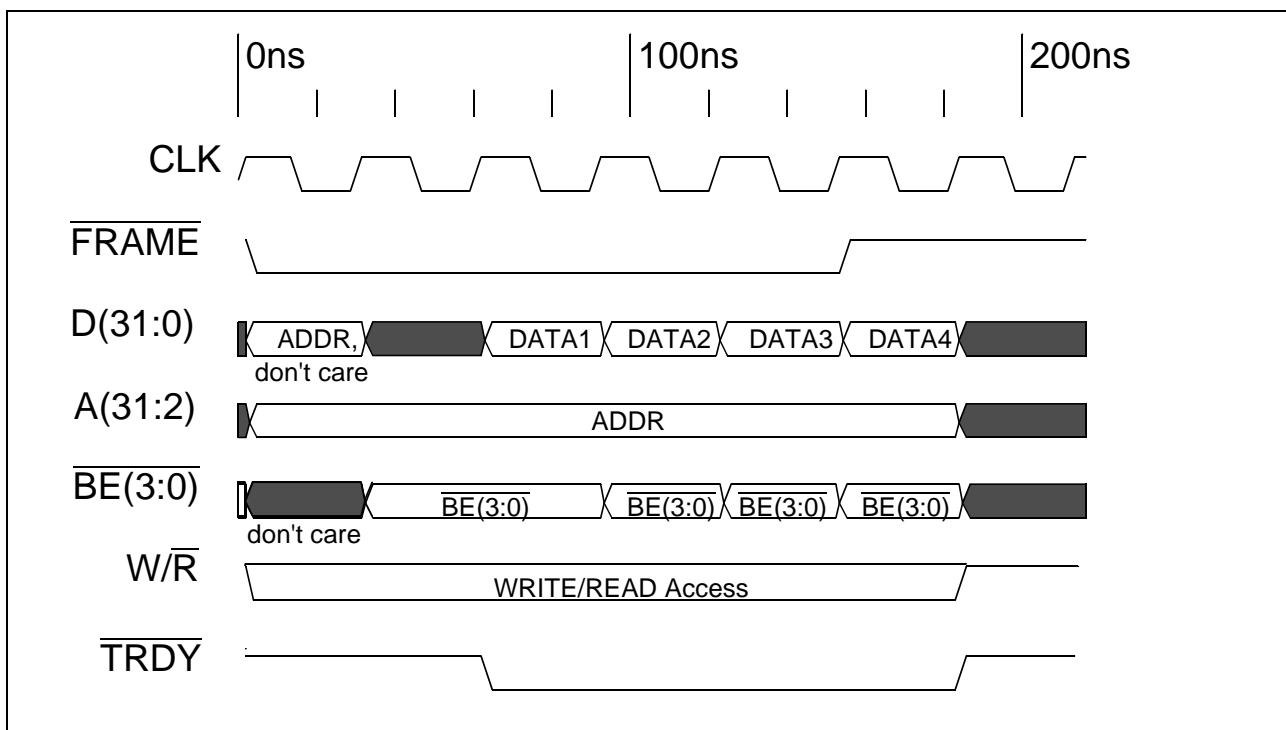 0ns 100ns 200ns
CLK
FRAME
D(31:0) ADDR, DATA1 DATA2 DATA3 DATA4
don't care
A(31:2) ADDR
BE(3:0) BE(3:0) BE(3:0) BE(3:0) BE(3:0)
don't care
W/R WRITE/READ Access
TRDY